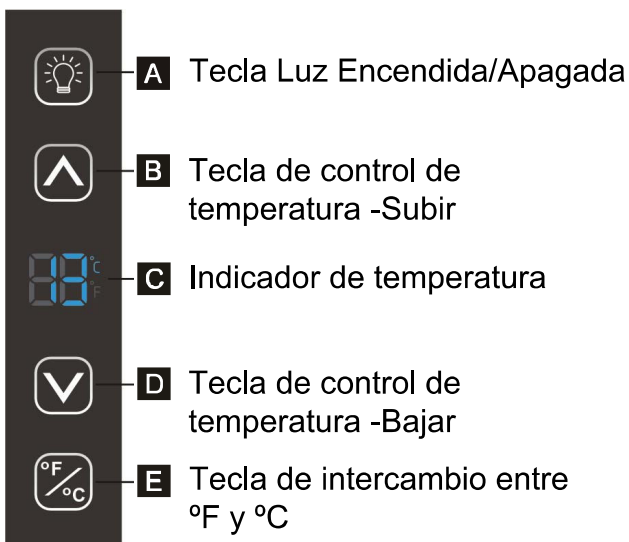 A Tecla Luz Encendida/Apagada
B Tecla de control de
temperatura -Subir
13 °C
°F
C Indicador de temperatura
D Tecla de control de
temperatura -Bajar
°F/°C
E Tecla de intercambio entre
ºF y ºC